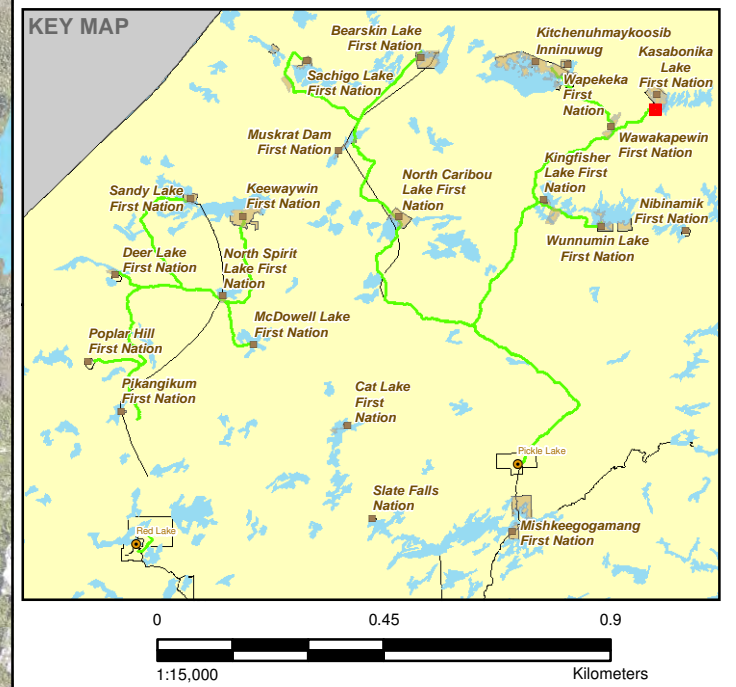 KEY MAP
Bearskin Lake
First Nation
Kitchenuhmaykoosib
Inninuwug
Kasabonika
Lake
First Nation
Sachigo Lake
First Nation
Wapekeka
First
Nation
Muskrat Dam
First Nation
Wawakapewin
First Nation
Kingfisher
Lake First
Nation
Sandy Lake
First Nation
Keewaywin
First Nation
North Caribou
Lake First
Nation
Nibinamik
First Nation
Wunnumin Lake
First Nation
Deer Lake
First Nation
North Spirit
Lake First
Nation
McDowell Lake
First Nation
Poplar Hill
First Nation
Pikangikum
First Nation
Cat Lake
First
Nation
Pickle Lake
Slate Falls
Nation
Mishkeegogamang
First Nation
Red Lake
0 0.45 0.9
1:15,000 Kilometers